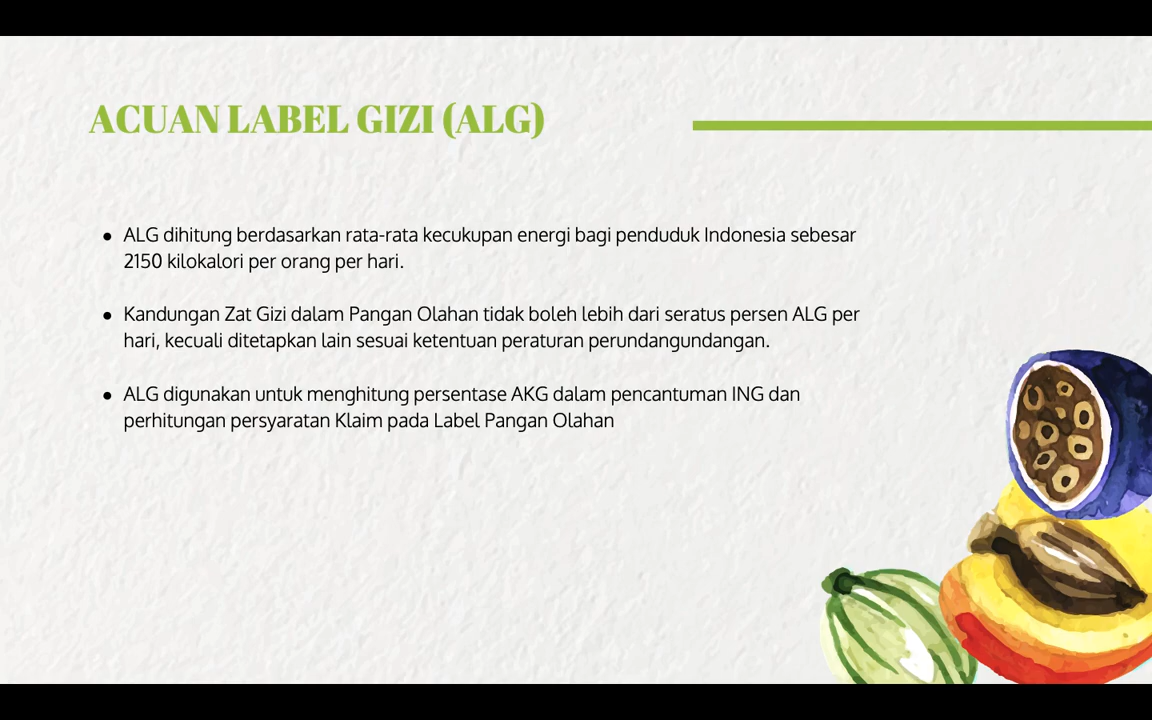 ACUAN LABEL GIZI (ALG)
● ALG dihitung berdasarkan rata-rata kecukupan energi bagi penduduk Indonesia sebesar
2150 kilokalori per orang per hari.
● Kandungan Zat Gizi dalam Pangan Olahan tidak boleh lebih dari seratus persen ALG per
hari, kecuali ditetapkan lain sesuai ketentuan peraturan perundangundangan.
● ALG digunakan untuk menghitung persentase AKG dalam pencantuman ING dan
perhitungan persyaratan Klaim pada Label Pangan Olahan